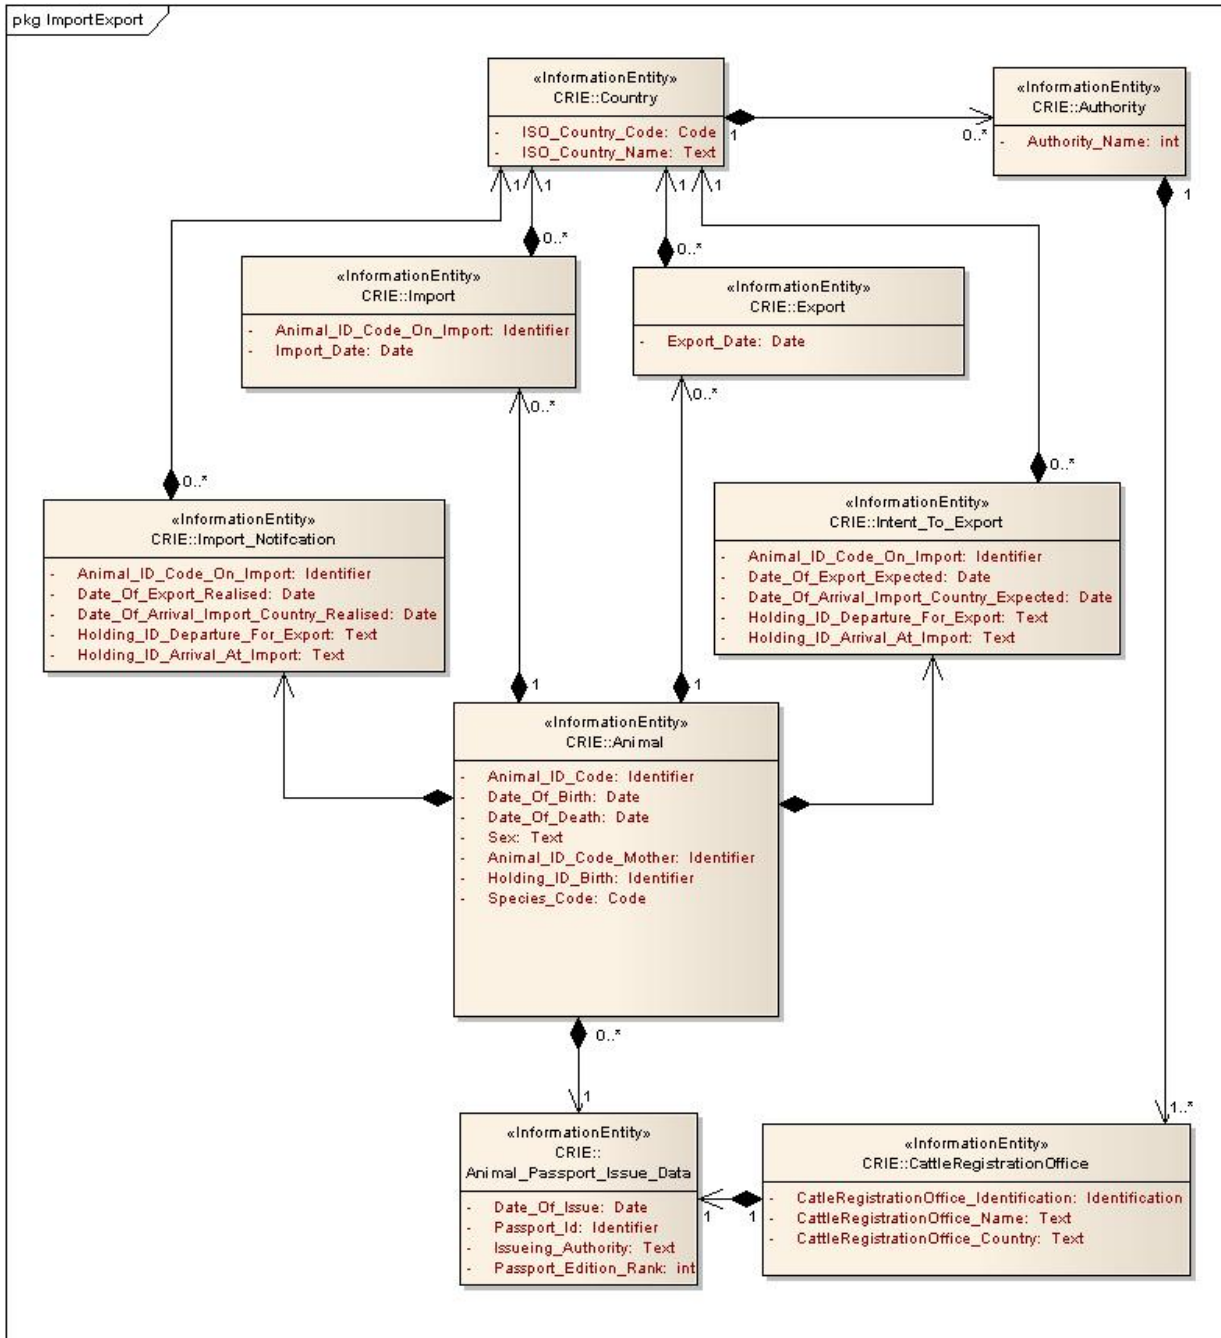 pkg ImportExport
«InformationEntity»
CRIE::Country
- ISO_Country_Code: Code
- ISO_Country_Name: Text
«InformationEntity»
CRIE::Authority
- Authority_Name: int
1
0..*
1
1
1
1
1
0..*
0..*
«InformationEntity»
CRIE::Import
- Animal_ID_Code_On_Import: Identifier
- Import_Date: Date
«InformationEntity»
CRIE::Export
- Export_Date: Date
0..*
0..*
0..*
0..*
«InformationEntity»
CRIE::Import_Notifcation
- Animal_ID_Code_On_Import: Identifier
- Date_Of_Export_Realised: Date
- Date_Of_Arrival_Import_Country_Realised: Date
- Holding_ID_Departure_For_Export: Text
- Holding_ID_Arrival_At_Import: Text
«InformationEntity»
CRIE::Intent_To_Export
- Animal_ID_Code_On_Import: Identifier
- Date_Of_Export_Expected: Date
- Date_Of_Arrival_Import_Country_Expected: Date
- Holding_ID_Departure_For_Export: Text
- Holding_ID_Arrival_At_Import: Text
1
1
«InformationEntity»
CRIE::Animal
- Animal_ID_Code: Identifier
- Date_Of_Birth: Date
- Date_Of_Death: Date
- Sex: Text
- Animal_ID_Code_Mother: Identifier
- Holding_ID_Birth: Identifier
- Species_Code: Code
0..*
1
1..*
«InformationEntity»
CRIE::
Animal_Passport_Issue_Data
- Date_Of_Issue: Date
- Passport_Id: Identifier
- Issueing_Authority: Text
- Passport_Edition_Rank: int
1
1
«InformationEntity»
CRIE::CattleRegistrationOffice
- CatleRegistrationOffice_Identification: Identification
- CattleRegistrationOffice_Name: Text
- CattleRegistrationOffice_Country: Text